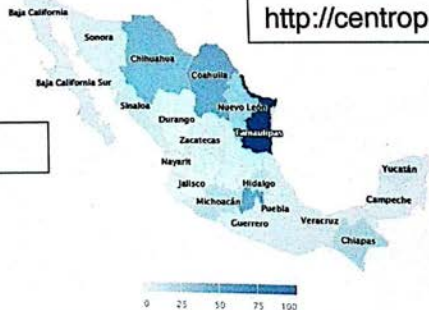 http://centrop
Baja California
Sonora
Chihuahua
Coahuila
Baja California Sur
Sinaloa
Nuevo León
Durango
Tamaulipas
Zacatecas
Nayarit
Yucatán
Jalisco
Hidalgo
Campeche
Michoacán
Puebla
Veracruz
Guerrero
Chiapas
0 25 50 75 100